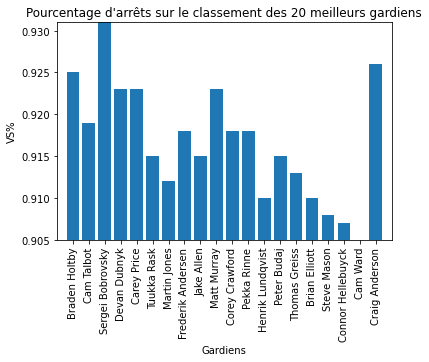 Pourcentage d'arrêts sur le classement des 20 meilleurs gardiens
0.930
0.925
0.920
0.915
0.910
0.905
VS%
Braden Holtby
Cam Talbot
Sergei Bobrovsky
Devan Dubnyk
Carey Price
Tuukka Rask
Martin Jones
Frederik Andersen
Jake Allen
Matt Murray
Corey Crawford
Pekka Rinne
Henrik Lundqvist
Peter Budaj
Thomas Greiss
Brian Elliott
Steve Mason
Connor Hellebuyck
Cam Ward
Craig Anderson
Gardiens